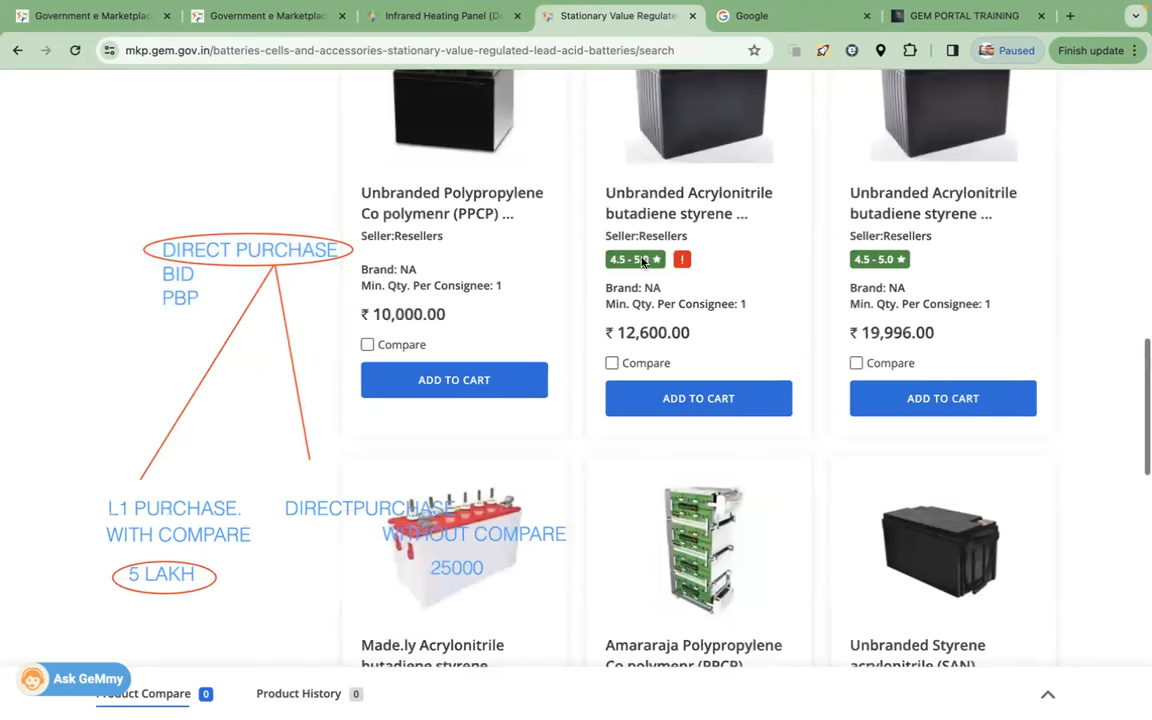 Government e Marketplac
Government e Marketplac
Infrared Heating Panel (De
Stationary Value Regulate
Google
GEM PORTAL TRAINING
mkp.gem.gov.in/batteries-cells-and-accessories-stationary-value-regulated-lead-acid-batteries/search
Paused
Finish update
Unbranded Polypropylene
Co polymenr (PPCP) ...
Seller:Resellers
Brand: NA
Min. Qty. Per Consignee: 1
₹ 10,000.00
Compare
ADD TO CART
Unbranded Acrylonitrile
butadiene styrene ...
Seller:Resellers
4.5 - 5.0 ★ !
Brand: NA
Min. Qty. Per Consignee: 1
₹ 12,600.00
Compare
ADD TO CART
Unbranded Acrylonitrile
butadiene styrene ...
Seller:Resellers
4.5 - 5.0 ★
Brand: NA
Min. Qty. Per Consignee: 1
₹ 19,996.00
Compare
ADD TO CART
DIRECT PURCHASE
BID
PBP
L1 PURCHASE.
WITH COMPARE
5 LAKH
DIRECTPURCHASE
WITHOUT COMPARE
25000
Made.ly Acrylonitrile
butadiene styrene
Amararaja Polypropylene
Co polymenr (PPCP)
Unbranded Styrene
acrylonitrile (SAN)
Ask GeMmy
Product Compare 0
Product History 0